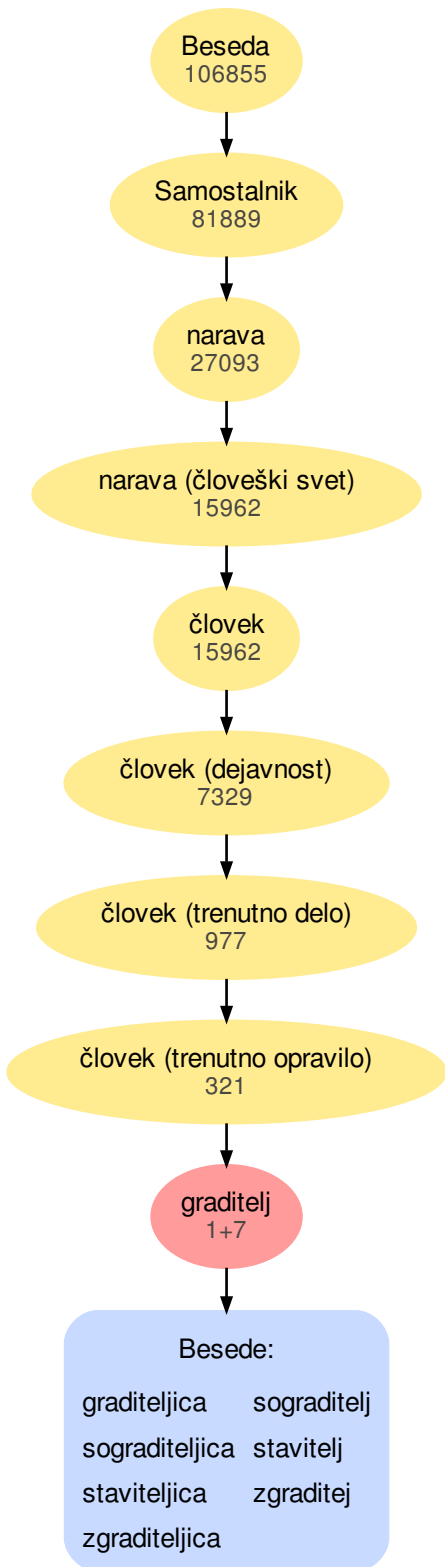 Beseda
106855
Samostalnik
81889
narava
27093
narava (človeški svet)
15962
človek
15962
človek (dejavnost)
7329
človek (trenutno delo)
977
človek (trenutno opravilo)
321
graditelj
1+7
Besede:
graditeljica sograditelj
sograditeljica stavitelj
staviteljica zgraditej
zgraditeljica